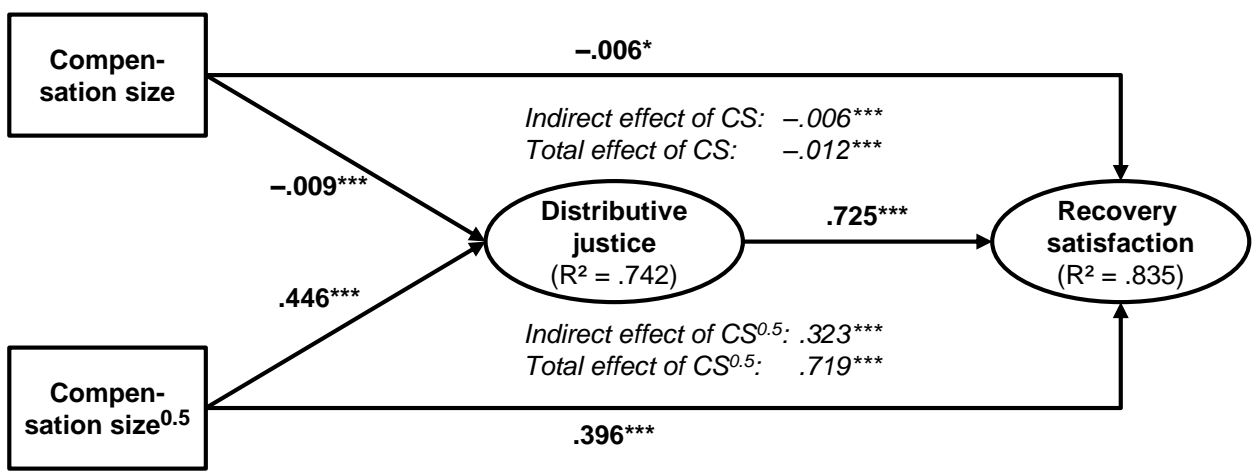 Compen-
sation size
–.006*
Indirect effect of CS: –.006***
Total effect of CS: –.012***
–.009***
Distributive
justice
(R² = .742)
.725***
Recovery
satisfaction
(R² = .835)
.446***
Indirect effect of CS^0.5: .323***
Total effect of CS^0.5: .719***
Compen-
sation size^0.5
.396***